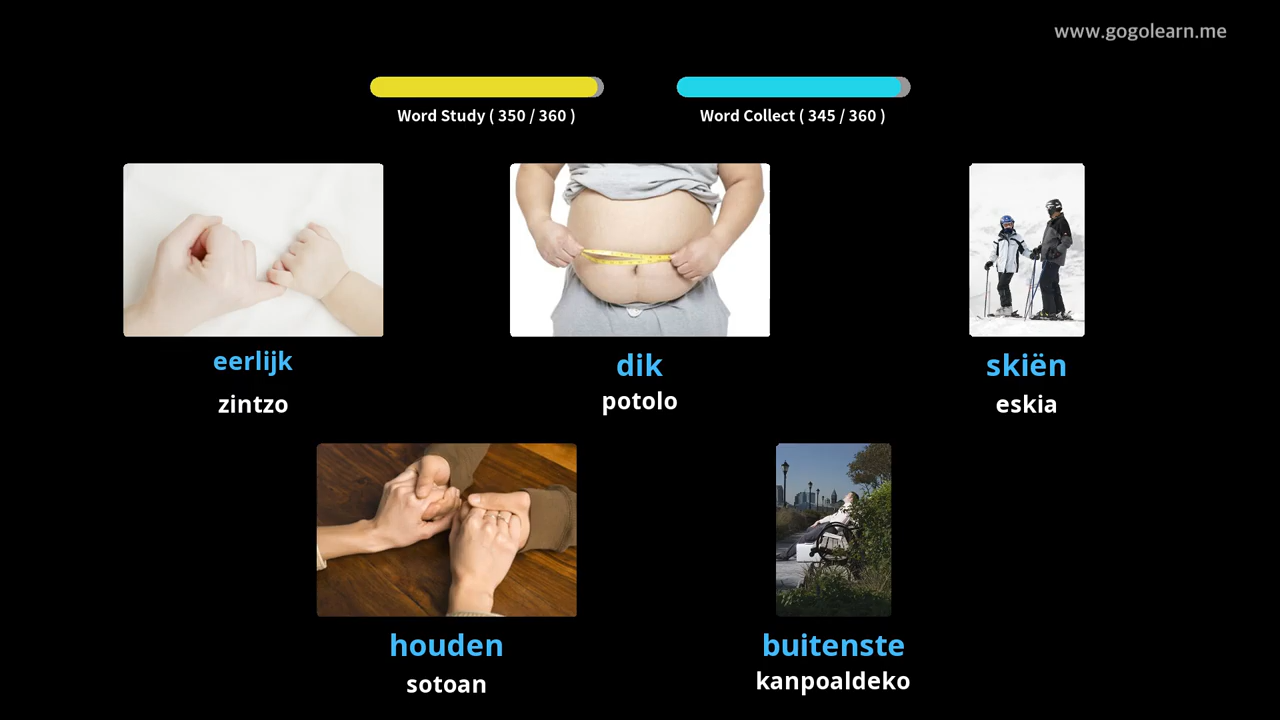 www.gogolearn.me
Word Study ( 350 / 360 )
Word Collect ( 345 / 360 )
eerlijk
zintzo
dik
potolo
skiën
eskia
houden
sotoan
buitenste
kanpoaldeko